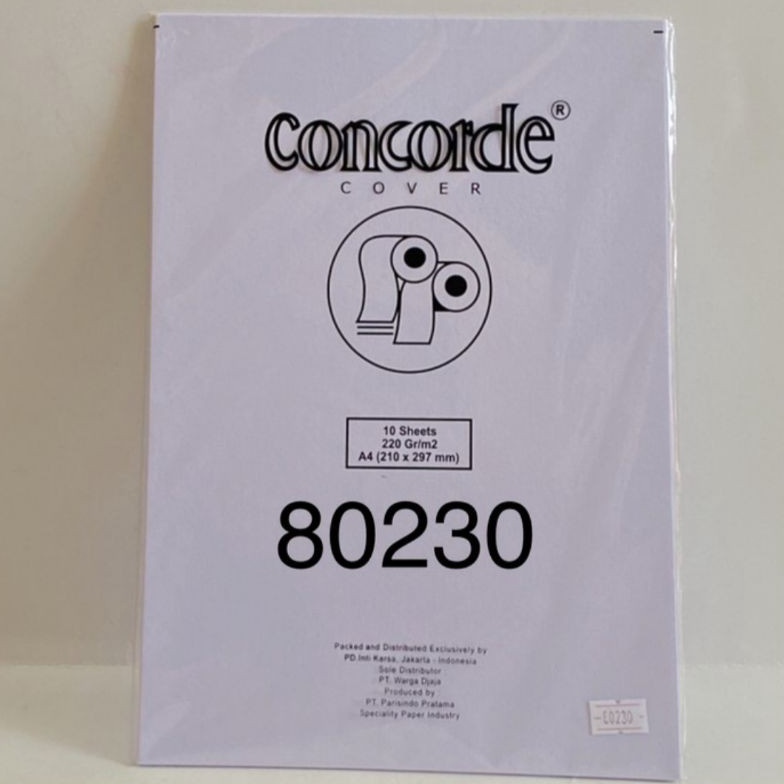 concorde®
COVER
10 Sheets
220 Gr/m2
A4 (210 x 297 mm)
80230
Packed and Distributed Exclusively by
PD.Inti Karsa, Jakarta - Indonesia
Sole Distributor
PT. Warga Djaja
Produced by
PT. Parisindo Pratama
Speciality Paper Industry
-E0230-